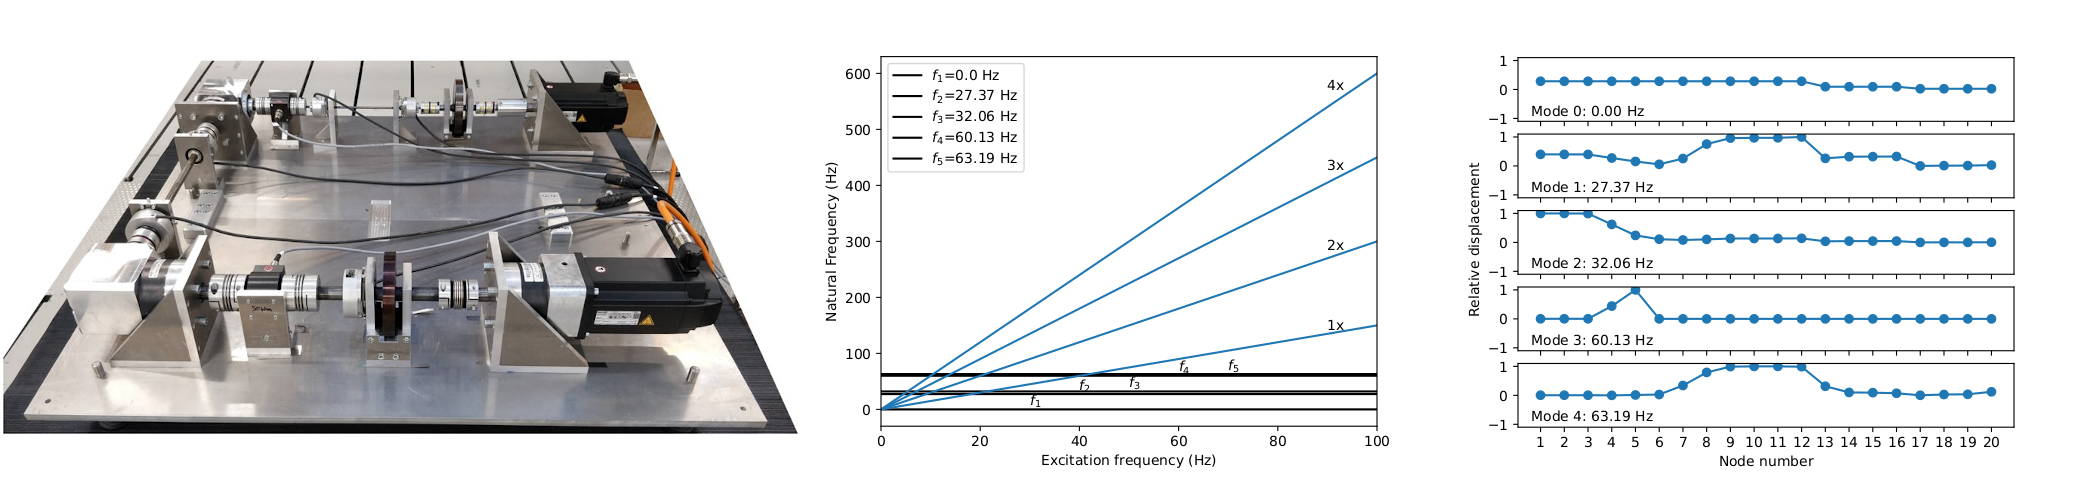 600
500
400
300
200
100
0
Natural Frequency (Hz)
f1=0.0 Hz
f2=27.37 Hz
f3=32.06 Hz
f4=60.13 Hz
f5=63.19 Hz
4x
3x
2x
1x
f1
f2
f3
f4
f5
0 20 40 60 80 100
Excitation frequency (Hz)
Relative displacement
1
0
−1
Mode 0: 0.00 Hz
1
0
−1
Mode 1: 27.37 Hz
1
0
−1
Mode 2: 32.06 Hz
1
0
−1
Mode 3: 60.13 Hz
1
0
−1
Mode 4: 63.19 Hz
1 2 3 4 5 6 7 8 9 10 11 12 13 14 15 16 17 18 19 20
Node number